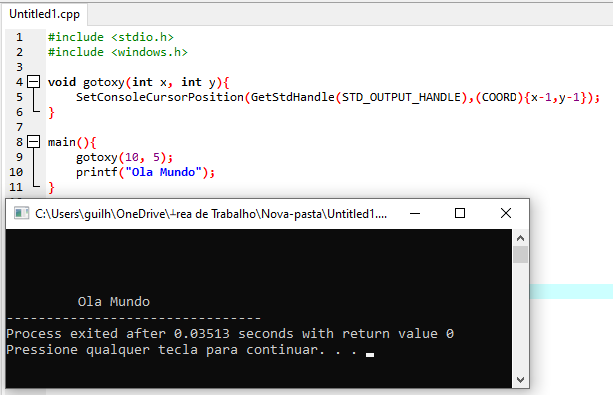 Untitled1.cpp
1 #include <stdio.h>
2 #include <windows.h>
3
4 void gotoxy(int x, int y){
5 SetConsoleCursorPosition(GetStdHandle(STD_OUTPUT_HANDLE),(COORD){x-1,y-1});
6 }
7
8 main(){
9 gotoxy(10, 5);
10 printf("Ola Mundo");
11 }
C:\Users\guilh\OneDrive\┴rea de Trabalho\Nova-pasta\Untitled1....
Ola Mundo
--------------------------------
Process exited after 0.03513 seconds with return value 0
Pressione qualquer tecla para continuar. . .